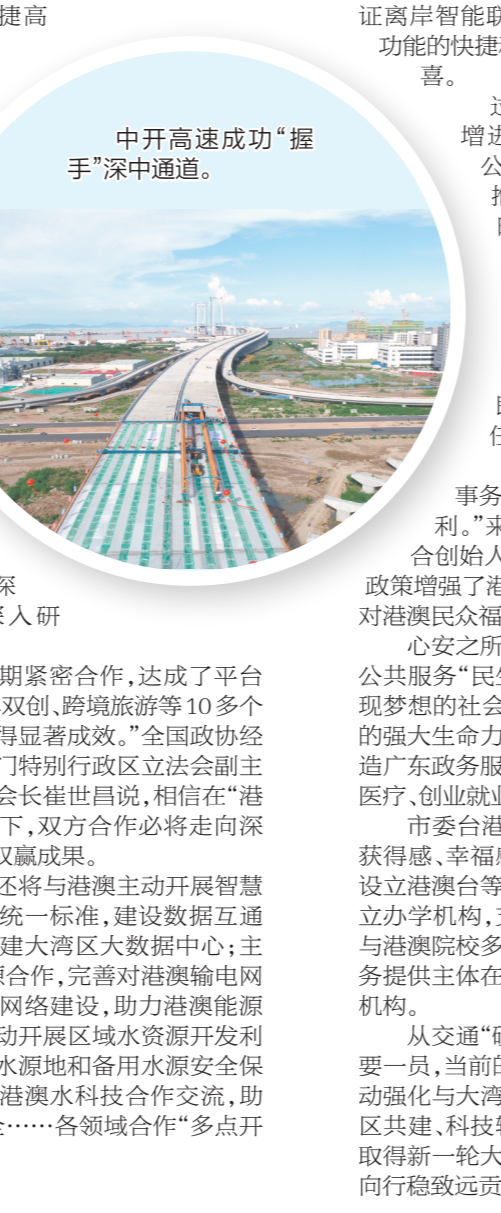 捷高
中开高速成功“握
手”深中通道。
深
深入研
期紧密合作,达成了平台
双创、跨境旅游等10多个
得显著成效。”全国政协经
门特别行政区立法会副主
会长崔世昌说,相信在“港
下,双方合作必将走向深
双赢成果。
还将与港澳主动开展智慧
统一标准,建设数据互通
建大湾区大数据中心;主
源合作,完善对港澳输电网
网络建设,助力港澳能源
动开展区域水资源开发利
水源地和备用水源安全保
港澳水科技合作交流,助
全……各领域合作“多点开
证离岸智能联
功能的快捷
喜。
过
增进
公
推
民
任
事务
利。”来
合创始人
政策增强了港
对港澳民众福
心安之所
公共服务“民生
现梦想的社会
的强大生命力
造广东政务服
医疗、创业就业
市委台港
获得感、幸福感
设立港澳台等
立办学机构,支
与港澳院校多
务提供主体在
机构。
从交通“硬
要一员,当前的
动强化与大湾
区共建、科技转
取得新一轮大
向行稳致远贡